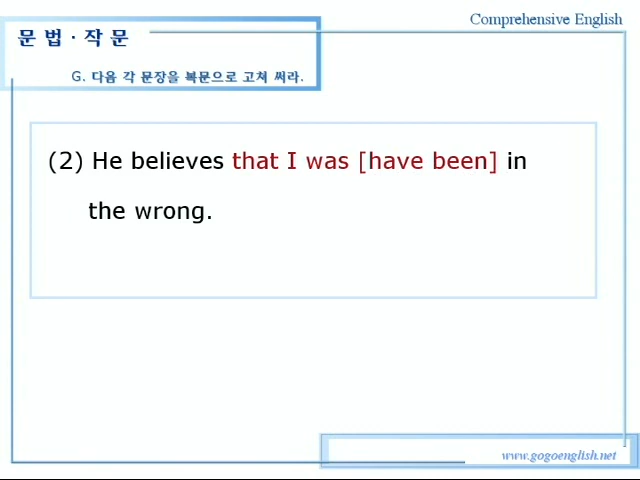 Comprehensive English
문 법 · 작 문
G. 다음 각 문장을 복문으로 고쳐 써라.
(2) He believes that I was [have been] in
the wrong.
www.gogoenglish.net